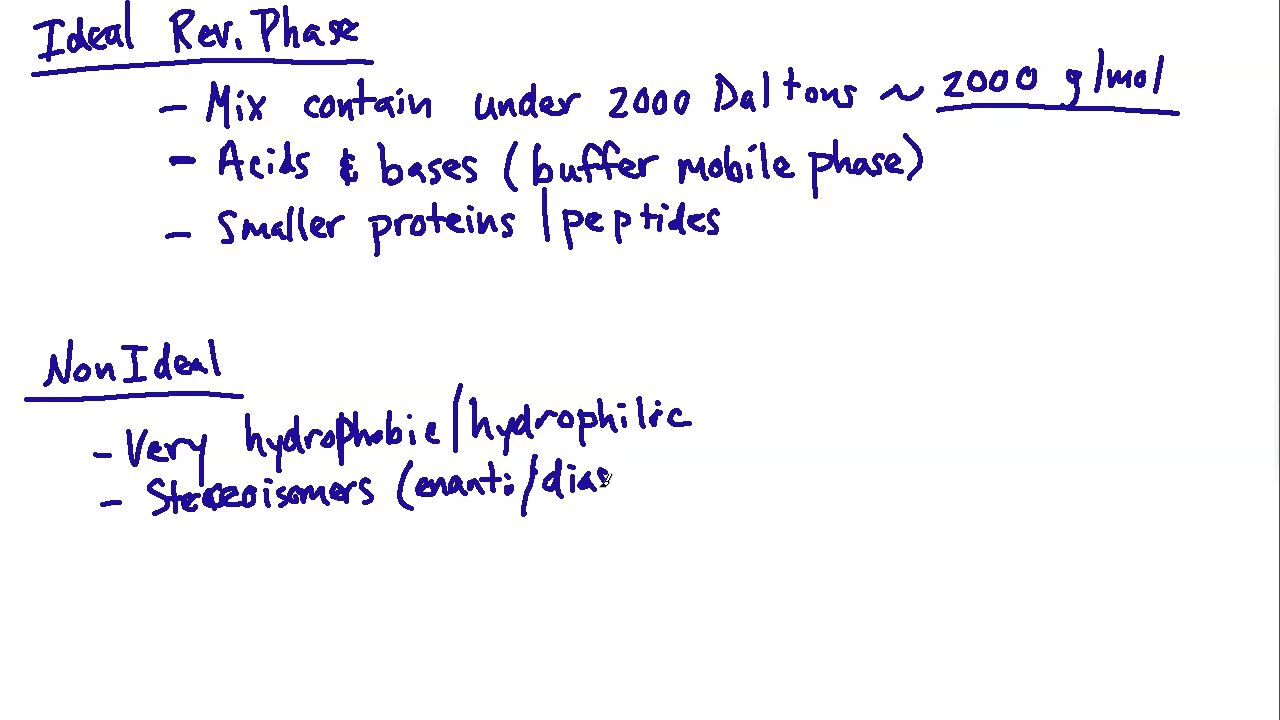 Ideal Rev. Phase
- Mix contain under 2000 Daltons ~ 2000 g/mol
- Acids & bases (buffer mobile phase)
- Smaller proteins / peptides
NonIdeal
- Very hydrophobic/hydrophilic
- Stereoisomers (enanti/dias